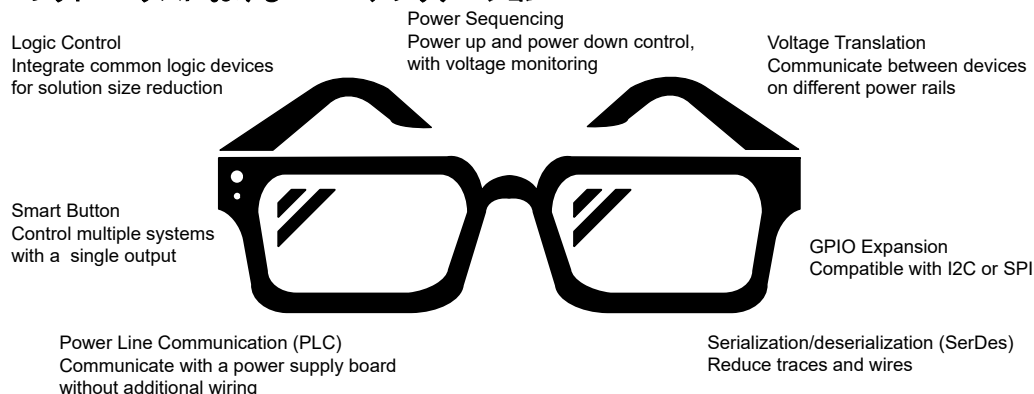 Power Sequencing
Power up and power down control,
with voltage monitoring
Logic Control
Integrate common logic devices
for solution size reduction
Voltage Translation
Communicate between devices
on different power rails
Smart Button
Control multiple systems
with a  single output
GPIO Expansion
Compatible with I2C or SPI
Power Line Communication (PLC)
Communicate with a power supply board
without additional wiring
Serialization/deserialization (SerDes)
Reduce traces and wires